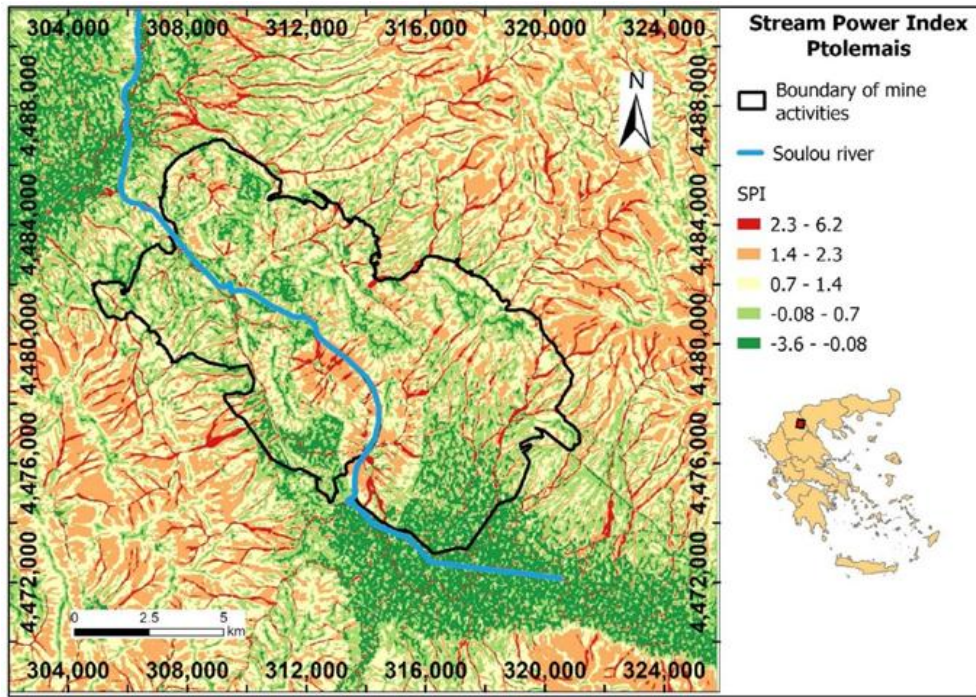 304,000 308,000 312,000 316,000 320,000 324,000
4,488,000
4,484,000
4,480,000
4,476,000
4,472,000
4,488,000
4,484,000
4,480,000
4,476,000
4,472,000
N
0 2.5 5
km
304,000 308,000 312,000 316,000 320,000 324,000
Stream Power Index
Ptolemais
Boundary of mine
activities
Soulou river
SPI
2.3 - 6.2
1.4 - 2.3
0.7 - 1.4
-0.08 - 0.7
-3.6 - -0.08